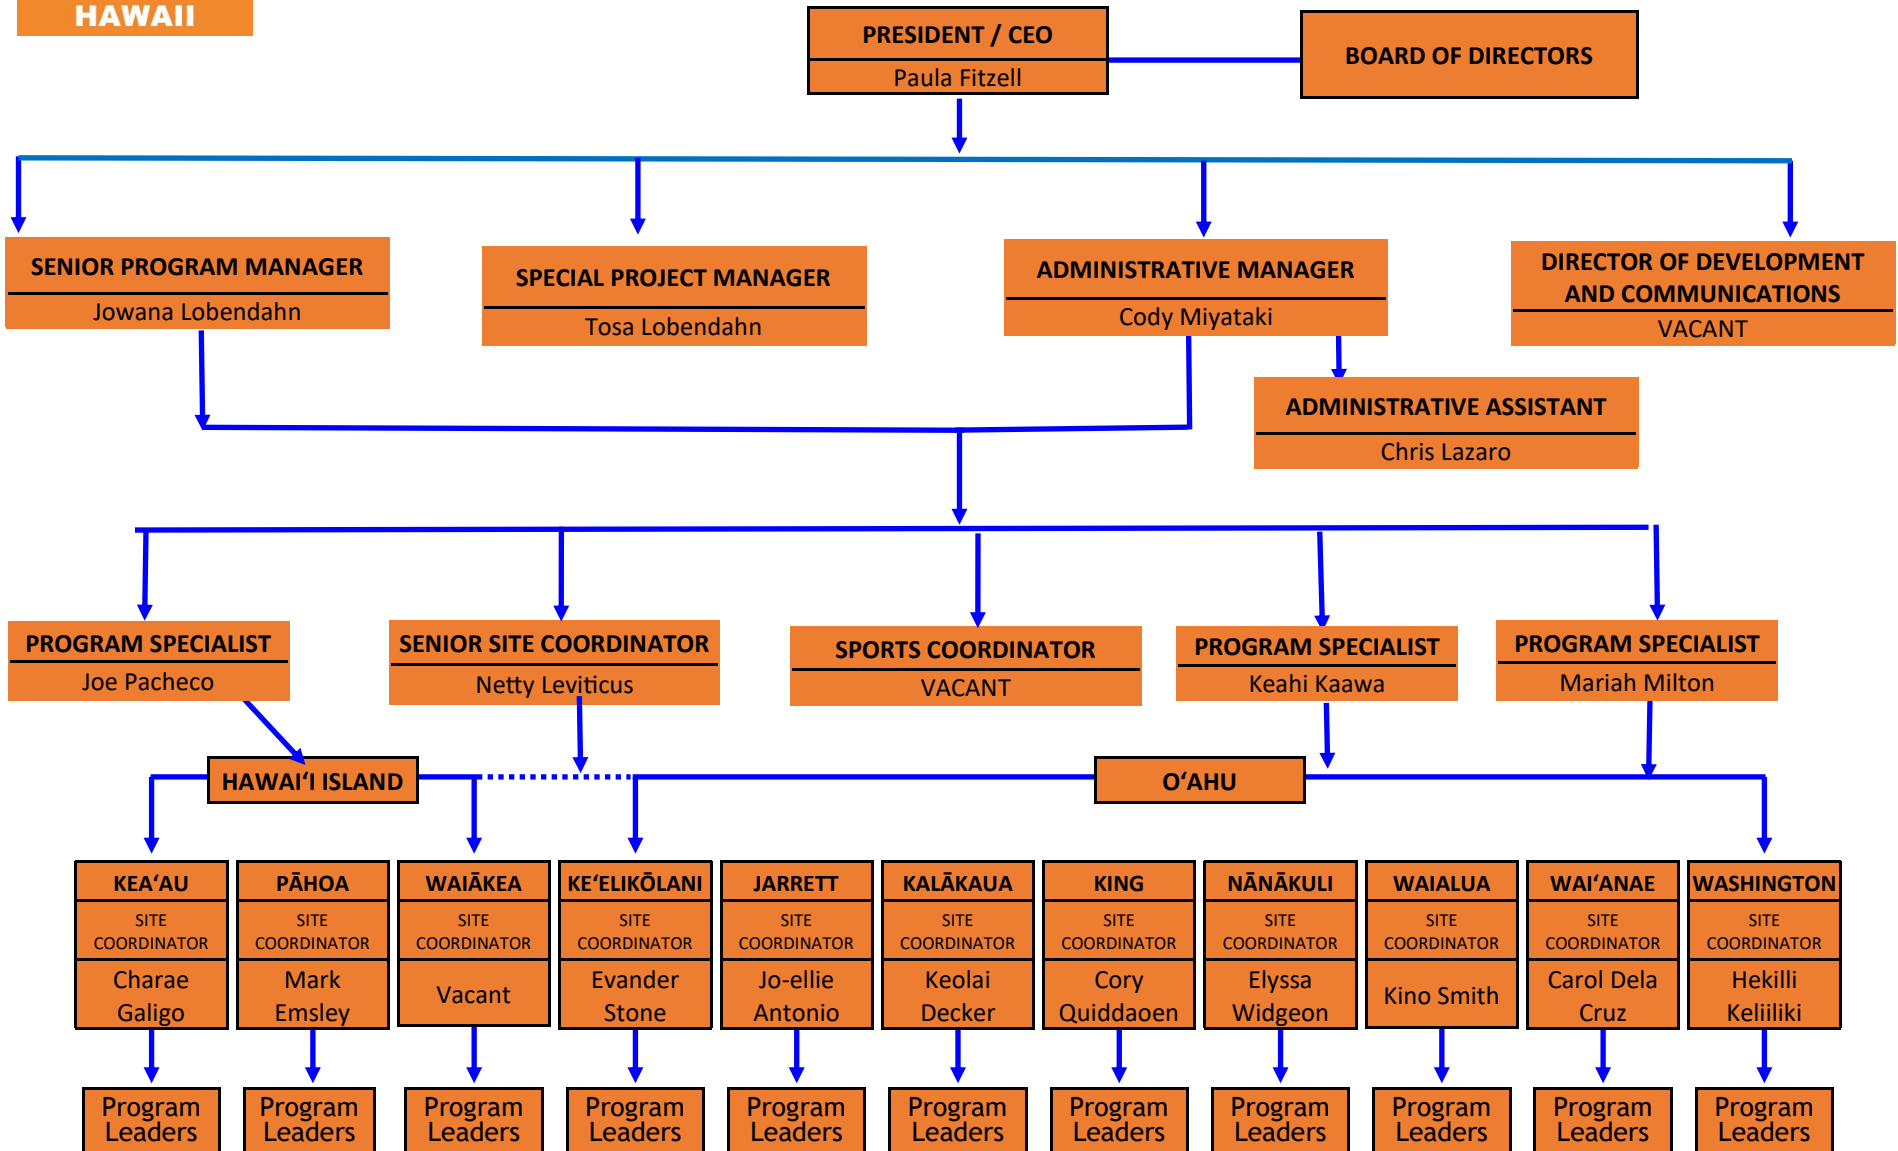 HAWAII
PRESIDENT / CEO
Paula Fitzell
BOARD OF DIRECTORS
SENIOR PROGRAM MANAGER
Jowana Lobendahn
SPECIAL PROJECT MANAGER
Tosa Lobendahn
ADMINISTRATIVE MANAGER
Cody Miyataki
DIRECTOR OF DEVELOPMENT
AND COMMUNICATIONS
VACANT
ADMINISTRATIVE ASSISTANT
Chris Lazaro
PROGRAM SPECIALIST
Joe Pacheco
SENIOR SITE COORDINATOR
Netty Leviticus
SPORTS COORDINATOR
VACANT
PROGRAM SPECIALIST
Keahi Kaawa
PROGRAM SPECIALIST
Mariah Milton
HAWAIʻI ISLAND
OʻAHU
KEAʻAU
SITE
COORDINATOR
Charae
Galigo
Program
Leaders
PĀHOA
SITE
COORDINATOR
Mark
Emsley
Program
Leaders
WAIĀKEA
SITE
COORDINATOR
Vacant
Program
Leaders
KEʻELIKŌLANI
SITE
COORDINATOR
Evander
Stone
Program
Leaders
JARRETT
SITE
COORDINATOR
Jo-ellie
Antonio
Program
Leaders
KALĀKAUA
SITE
COORDINATOR
Keolai
Decker
Program
Leaders
KING
SITE
COORDINATOR
Cory
Quiddaoen
Program
Leaders
NĀNĀKULI
SITE
COORDINATOR
Elyssa
Widgeon
Program
Leaders
WAIALUA
SITE
COORDINATOR
Kino Smith
Program
Leaders
WAIʻANAE
SITE
COORDINATOR
Carol Dela
Cruz
Program
Leaders
WASHINGTON
SITE
COORDINATOR
Hekilli
Keliiliki
Program
Leaders